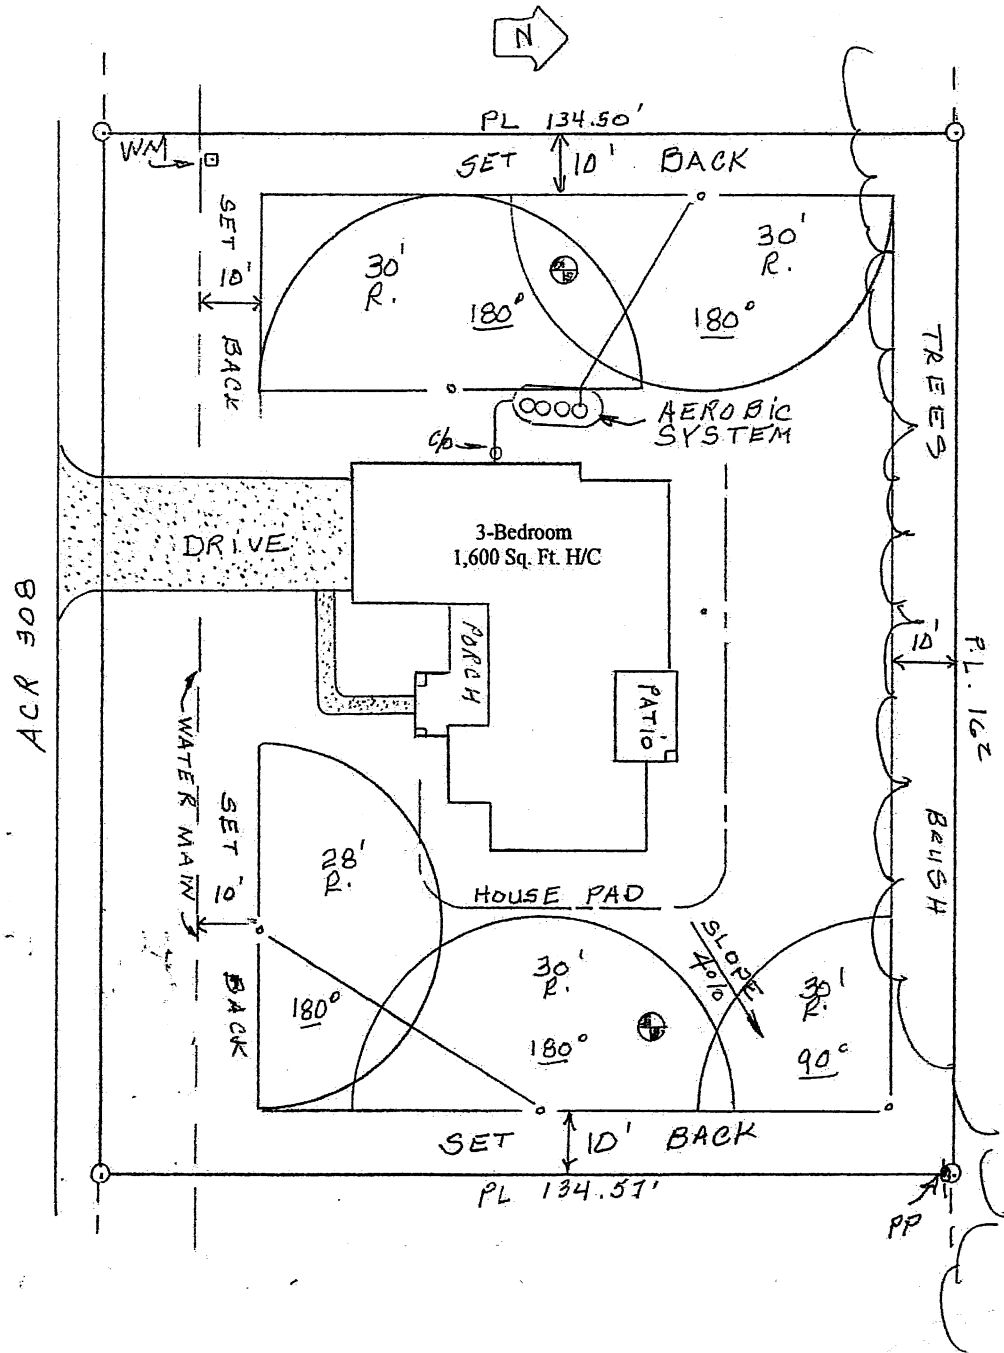 N
PL 134.50'
WM
SET 10' BACK
SET
10'
BACK
30'
R.
180°
30'
R.
180°
TREES
AEROBIC
SYSTEM
C/O
DRIVE
3-Bedroom
1,600 Sq. Ft. H/C
ACR 308
PORCH
PATIO
10'
P.L. 162
WATER MAIN
SET
10'
BACK
28'
R.
180°
HOUSE PAD
BRUSH
SLOPE
4%
30'
R.
180°
30'
R.
90°
SET 10' BACK
PL 134.57'
PP